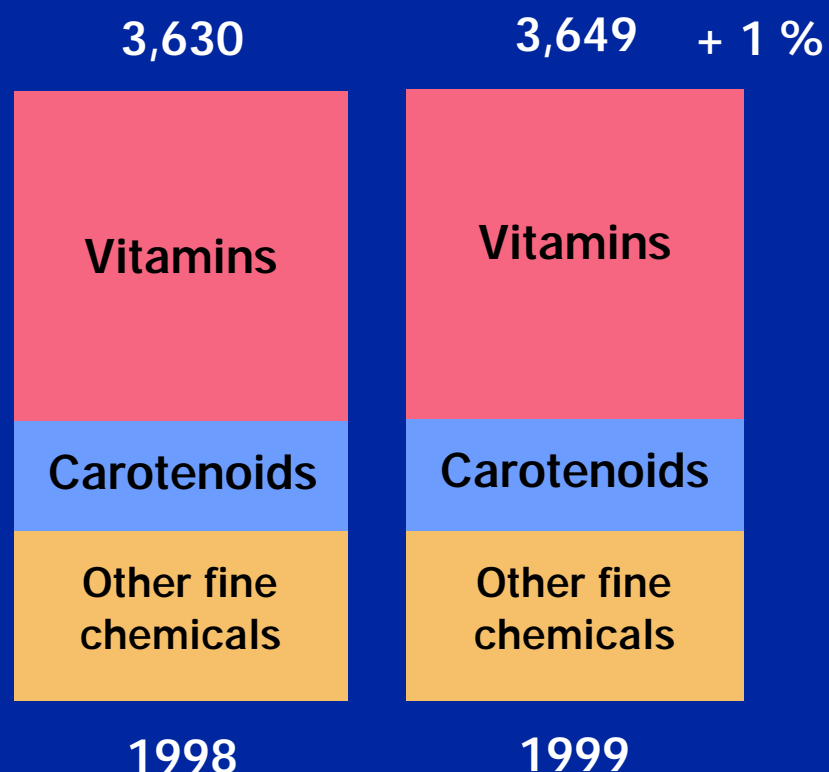 3,630
3,649 + 1 %
Vitamins
Vitamins
Carotenoids
Carotenoids
Other fine
chemicals
Other fine
chemicals
1998
1999